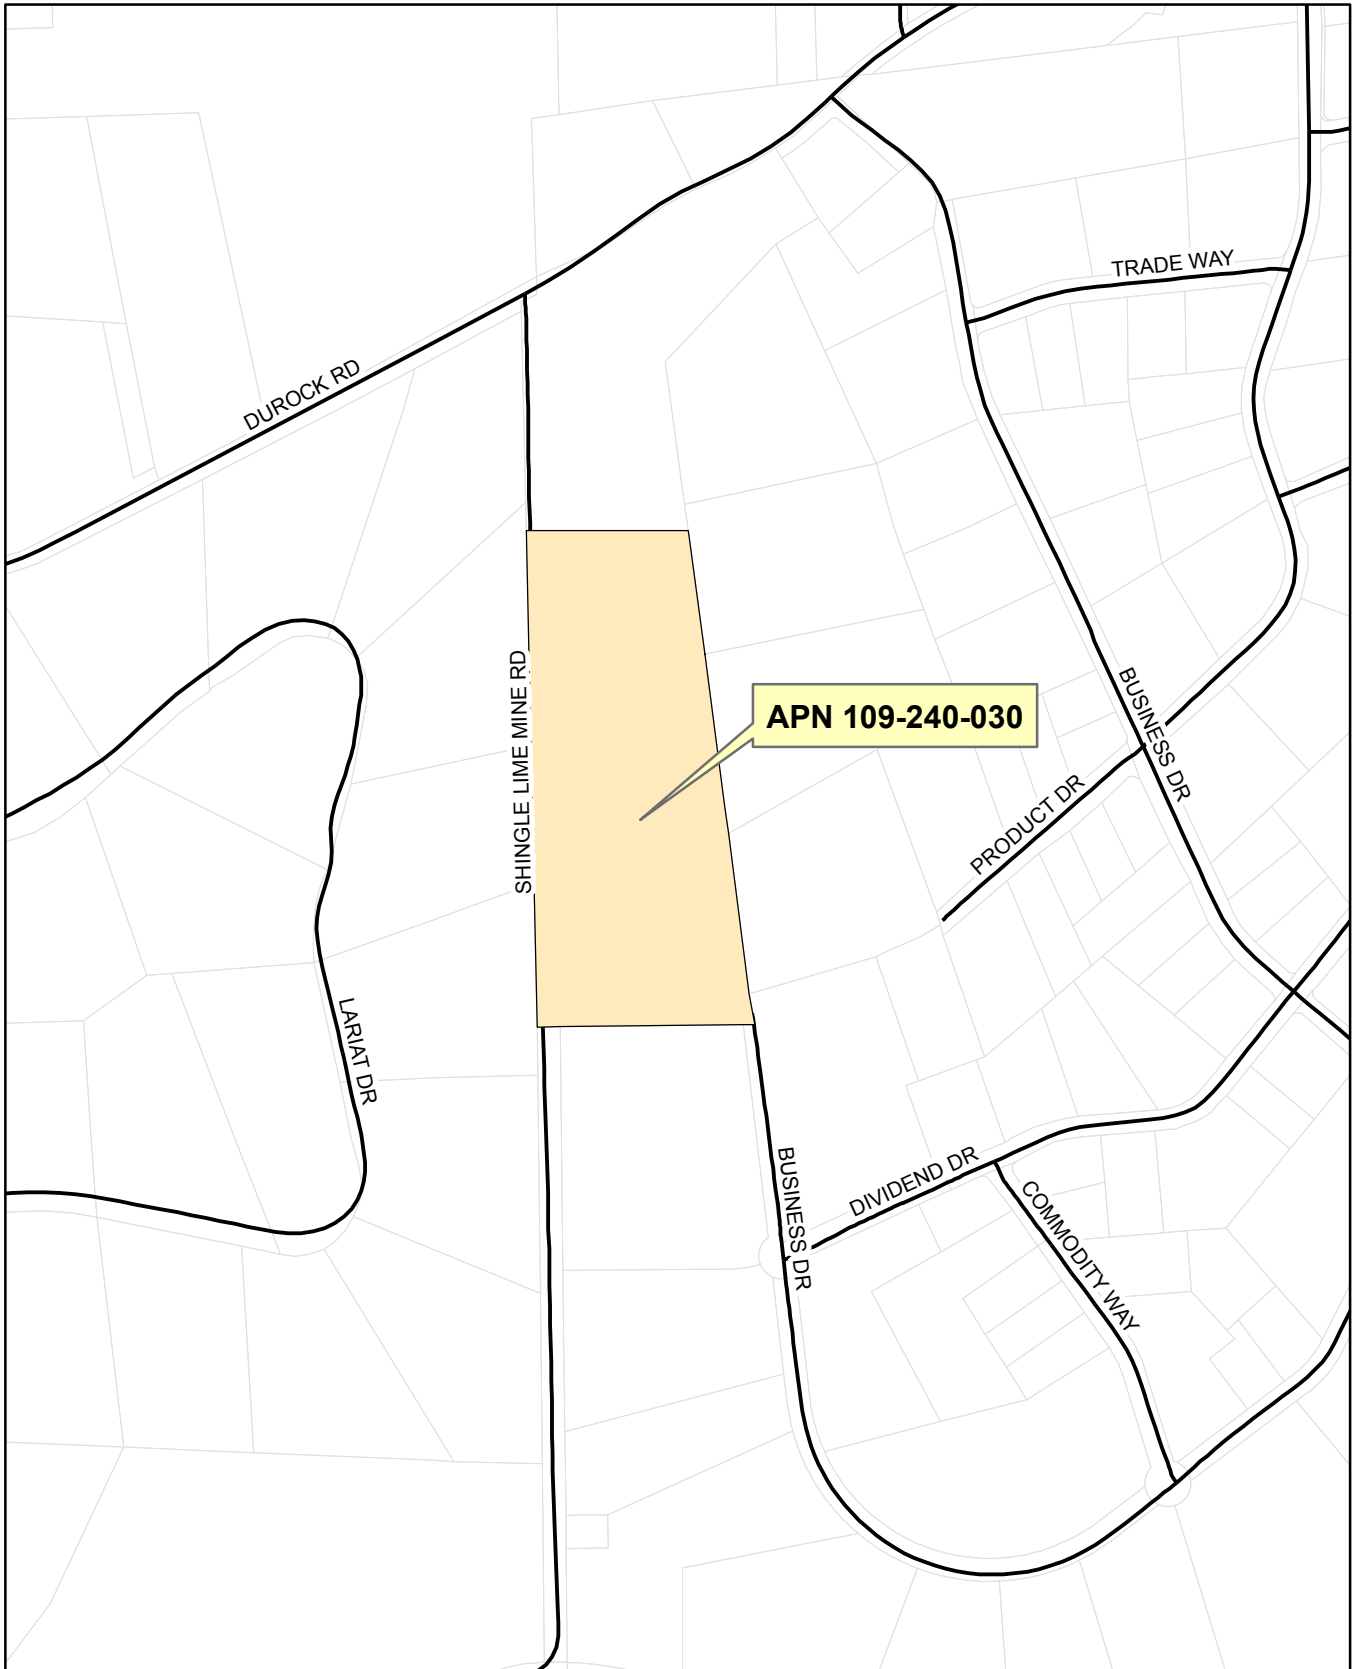 TRADE WAY
DUROCK RD
SHINGLE LIME MINE RD
APN 109-240-030
BUSINESS DR
PRODUCT DR
LARIAT DR
DIVIDEND DR
BUSINESS DR
COMMODITY WAY